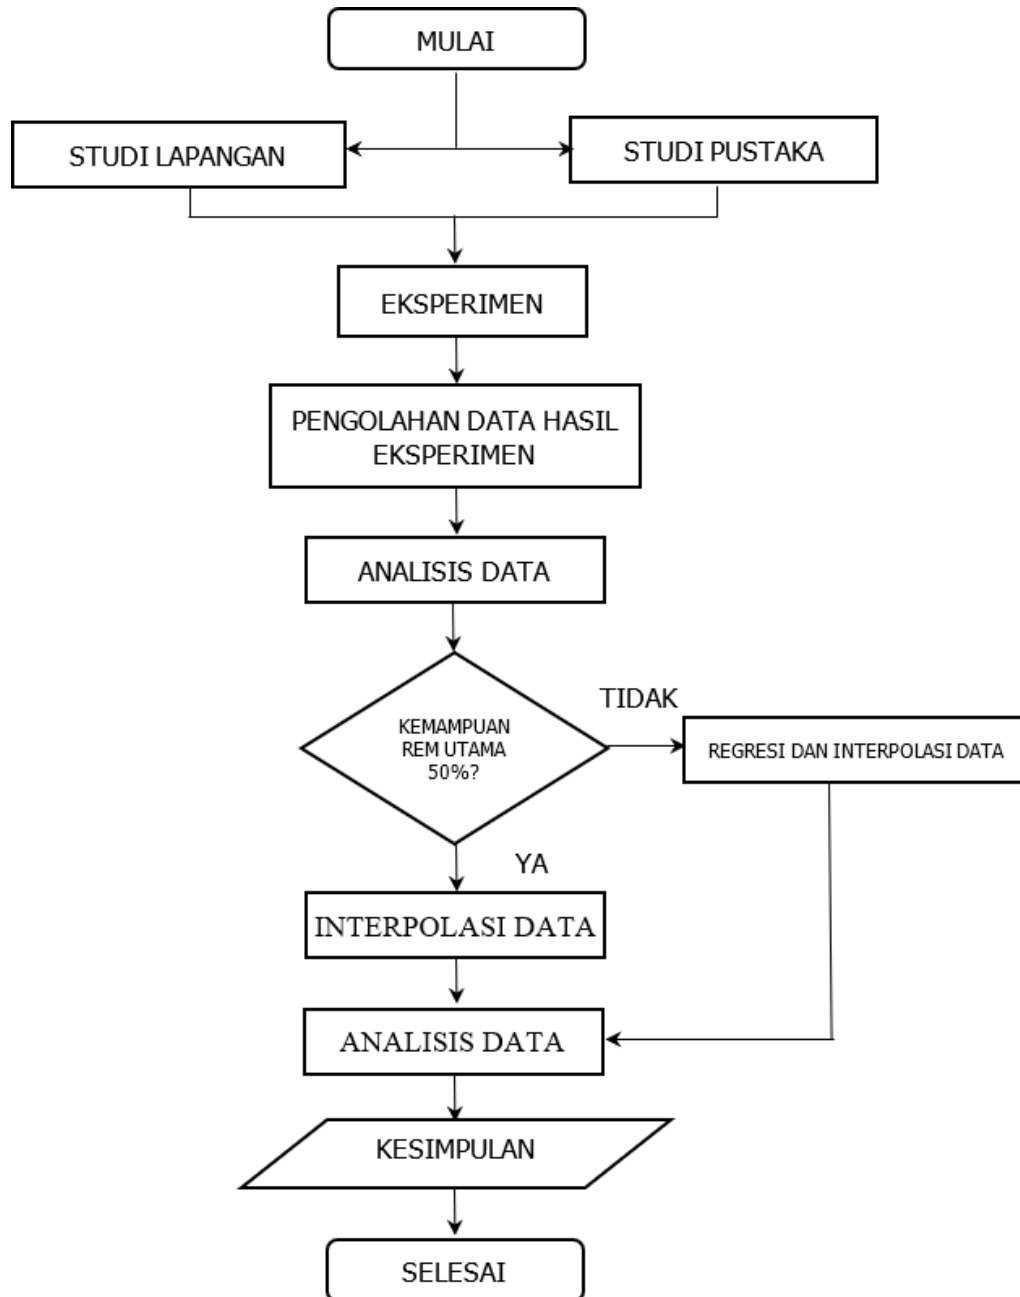 MULAI
STUDI LAPANGAN
STUDI PUSTAKA
EKSPERIMEN
PENGOLAHAN DATA HASIL
EKSPERIMEN
ANALISIS DATA
KEMAMPUAN
REM UTAMA
50%?
TIDAK
REGRESI DAN INTERPOLASI DATA
YA
INTERPOLASI DATA
ANALISIS DATA
KESIMPULAN
SELESAI